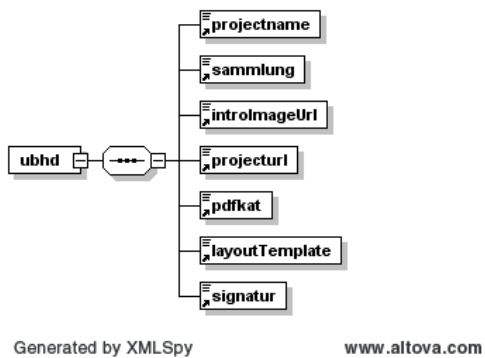 projectname
sammlung
introImageUrl
ubhd
projecturl
pdfkat
layoutTemplate
signatur
Generated by XMLSpy www.altova.com